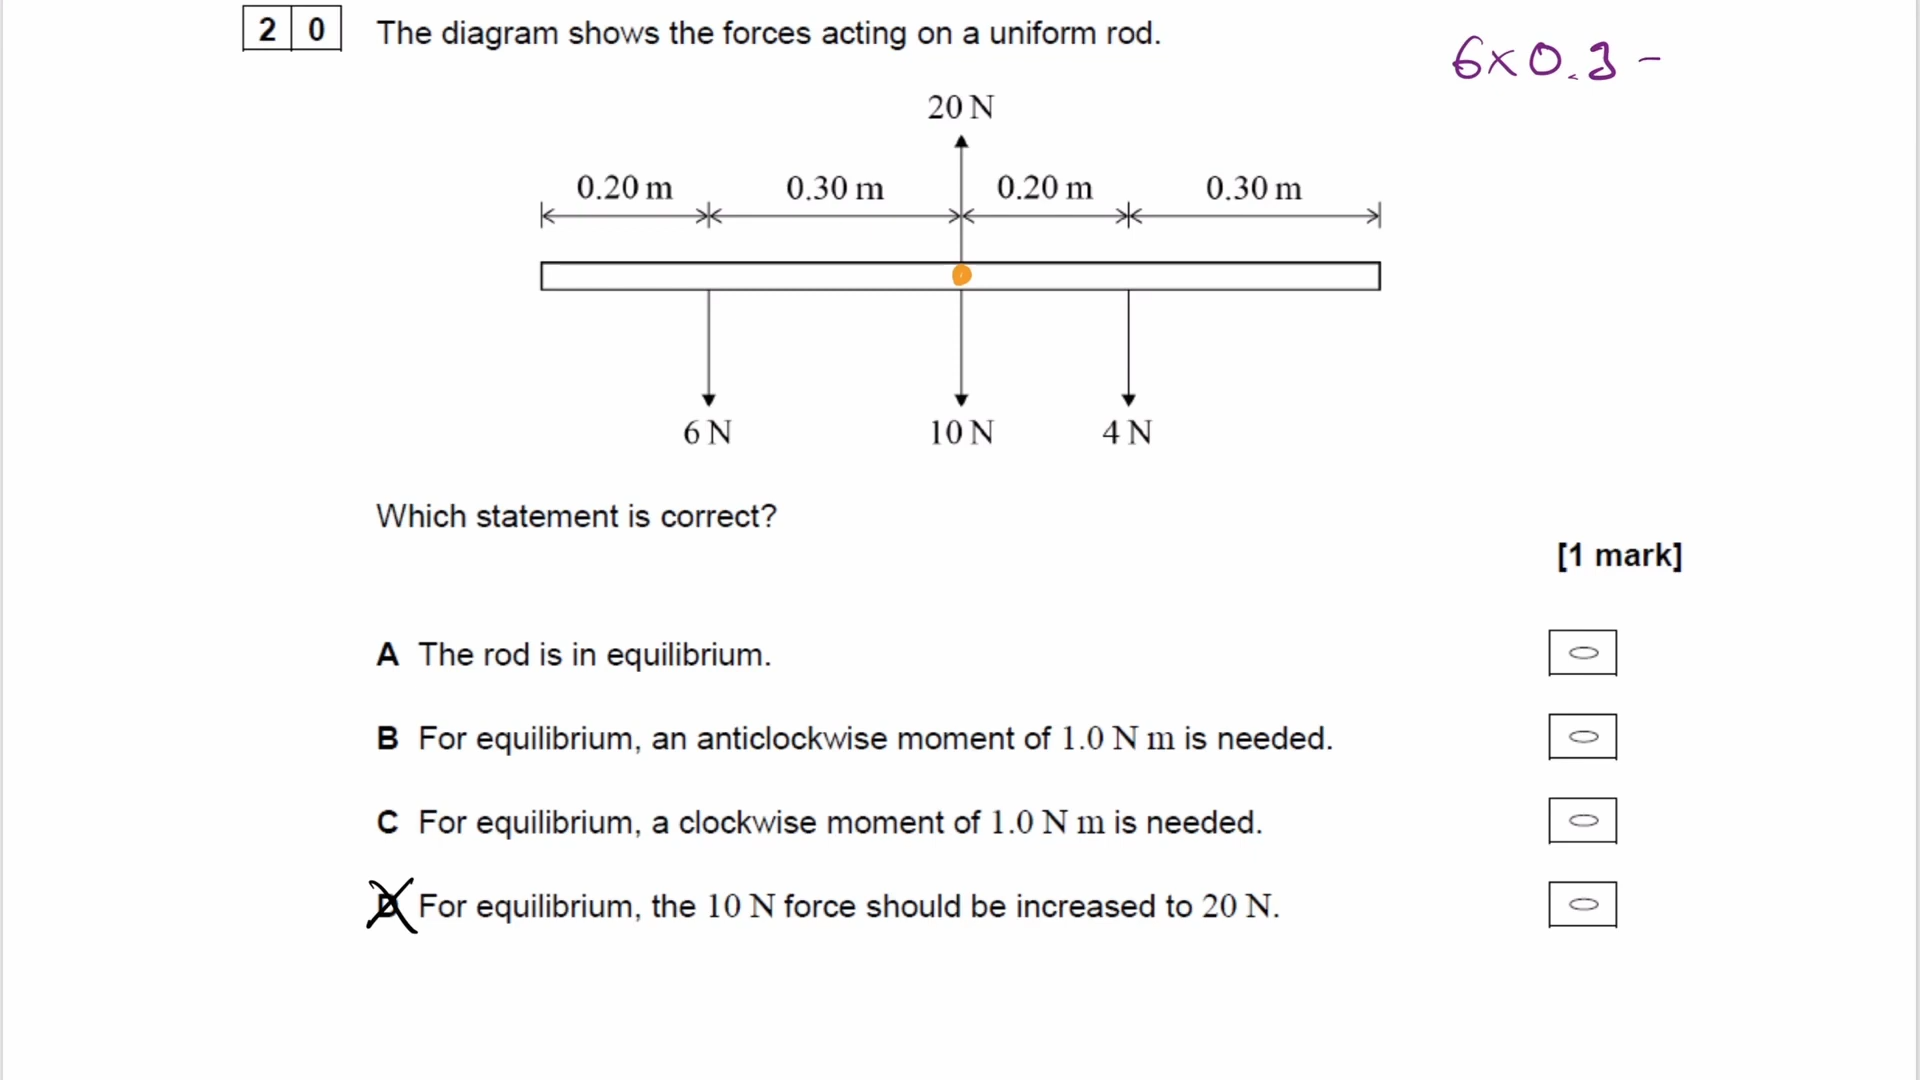 2 0 The diagram shows the forces acting on a uniform rod.
6 × 0.3 −
20 N
0.20 m 0.30 m 0.20 m 0.30 m
6 N 10 N 4 N
Which statement is correct?
[1 mark]
A The rod is in equilibrium.
B For equilibrium, an anticlockwise moment of 1.0 N m is needed.
C For equilibrium, a clockwise moment of 1.0 N m is needed.
D For equilibrium, the 10 N force should be increased to 20 N.